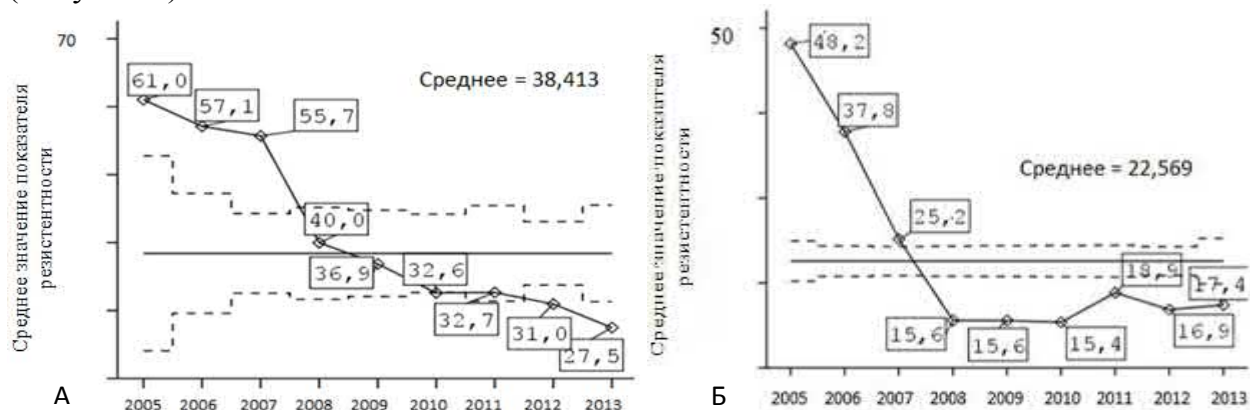 70
Среднее значение показателя
резистентности
Среднее = 38,413
61,0
57,1
55,7
40,0
36,9
32,6
32,7
31,0
27,5
А
2005 2006 2007 2008 2009 2010 2011 2012 2013
50
Среднее значение показателя
резистентности
Среднее = 22,569
48,2
37,8
25,2
15,6
15,6
15,4
18,9
16,9
17,4
Б
2005 2006 2007 2008 2009 2010 2011 2012 2013